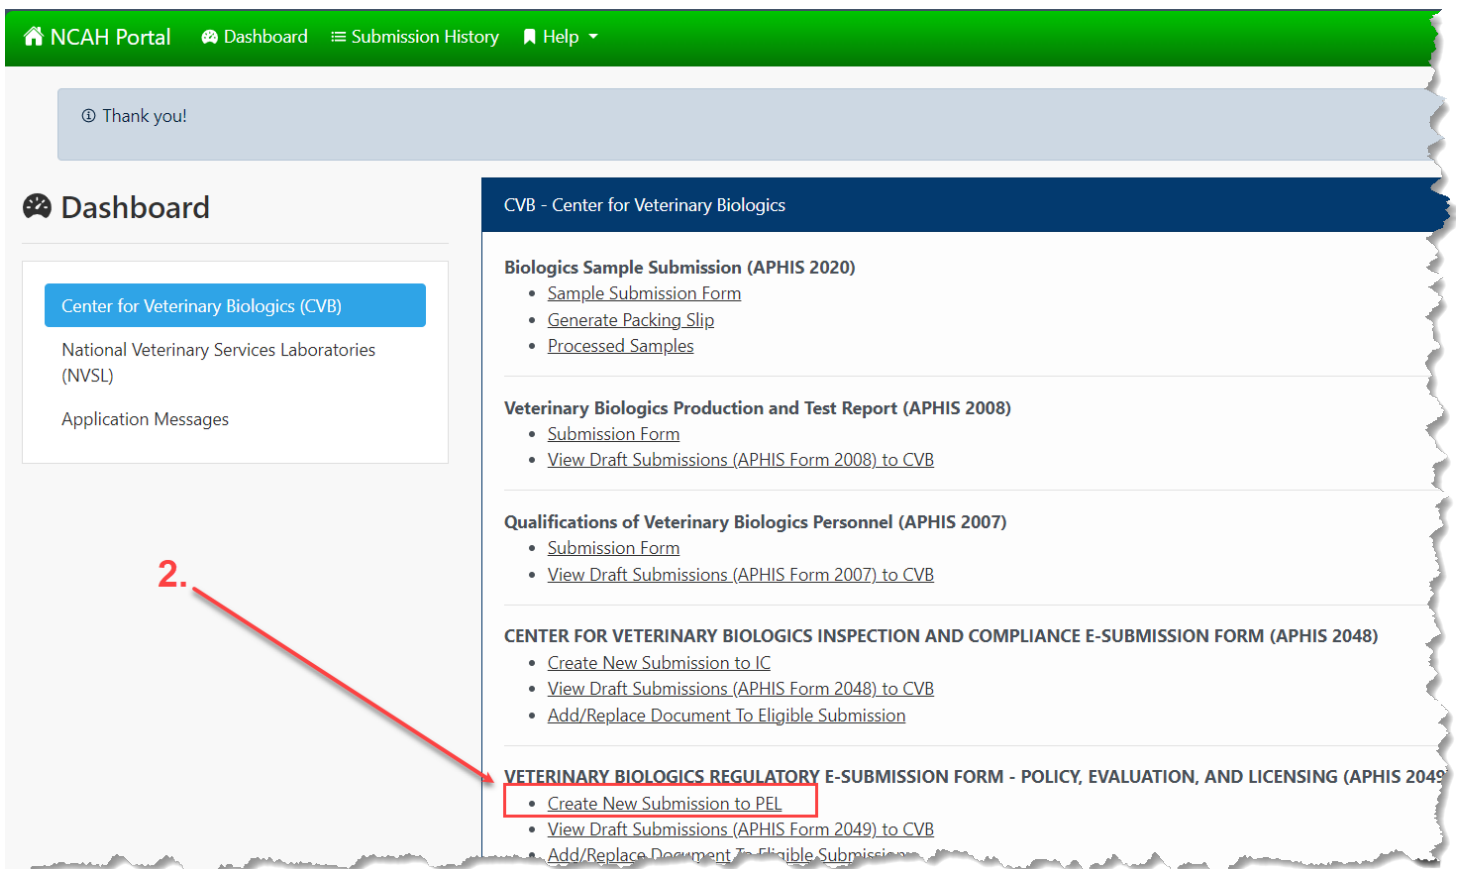 NCAH Portal Dashboard Submission History Help
Thank you!
Dashboard
Center for Veterinary Biologics (CVB)
National Veterinary Services Laboratories
(NVSL)
Application Messages
CVB - Center for Veterinary Biologics
Biologics Sample Submission (APHIS 2020)
Sample Submission Form
Generate Packing Slip
Processed Samples
Veterinary Biologics Production and Test Report (APHIS 2008)
Submission Form
View Draft Submissions (APHIS Form 2008) to CVB
Qualifications of Veterinary Biologics Personnel (APHIS 2007)
Submission Form
View Draft Submissions (APHIS Form 2007) to CVB
2.
CENTER FOR VETERINARY BIOLOGICS INSPECTION AND COMPLIANCE E-SUBMISSION FORM (APHIS 2048)
Create New Submission to IC
View Draft Submissions (APHIS Form 2048) to CVB
Add/Replace Document To Eligible Submission
VETERINARY BIOLOGICS REGULATORY E-SUBMISSION FORM - POLICY, EVALUATION, AND LICENSING (APHIS 2049
Create New Submission to PEL
View Draft Submissions (APHIS Form 2049) to CVB
Add/Replace Document To Eligible Submission